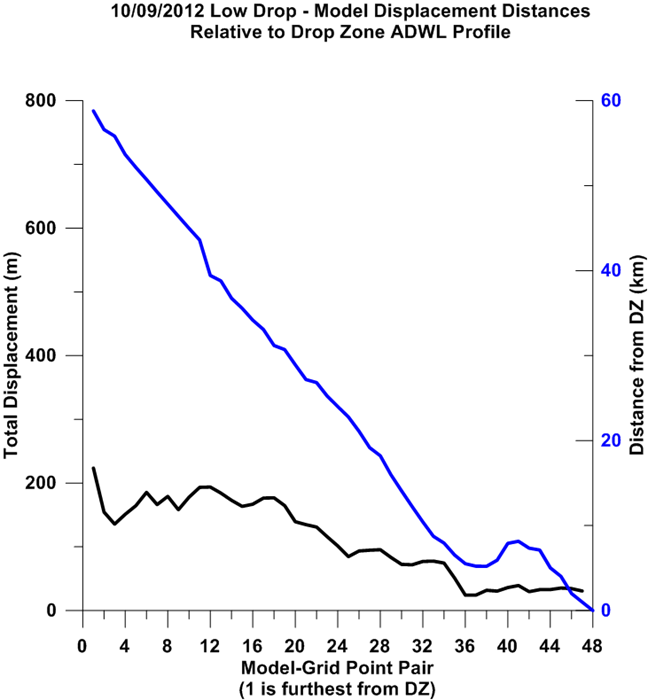 10/09/2012 Low Drop - Model Displacement Distances
Relative to Drop Zone ADWL Profile
800
600
400
200
0
Total Displacement (m)
60
40
20
0
Distance from DZ (km)
0 4 8 12 16 20 24 28 32 36 40 44 48
Model-Grid Point Pair
(1 is furthest from DZ)